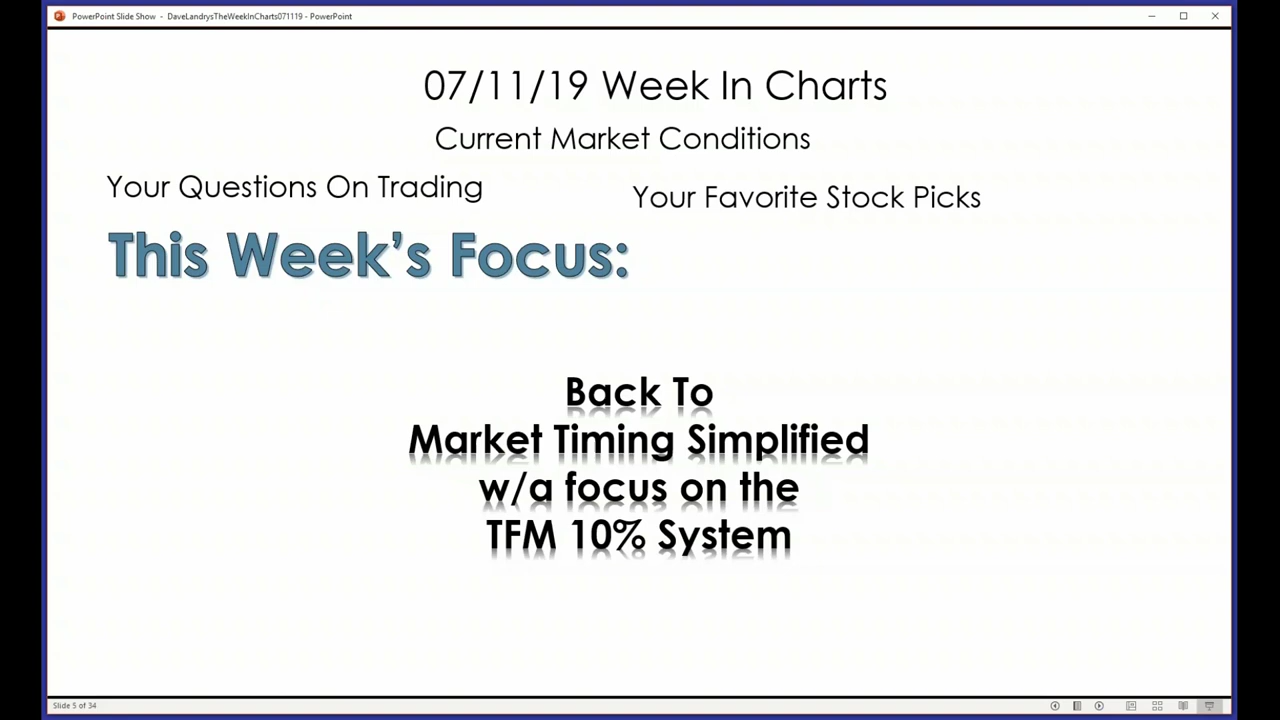 PowerPoint Slide Show - DaveLandrysTheWeekInCharts071119 - PowerPoint
07/11/19 Week In Charts
Current Market Conditions
Your Questions On Trading
Your Favorite Stock Picks
This Week's Focus:
Back To
Market Timing Simplified
w/a focus on the
TFM 10% System
Slide 5 of 34